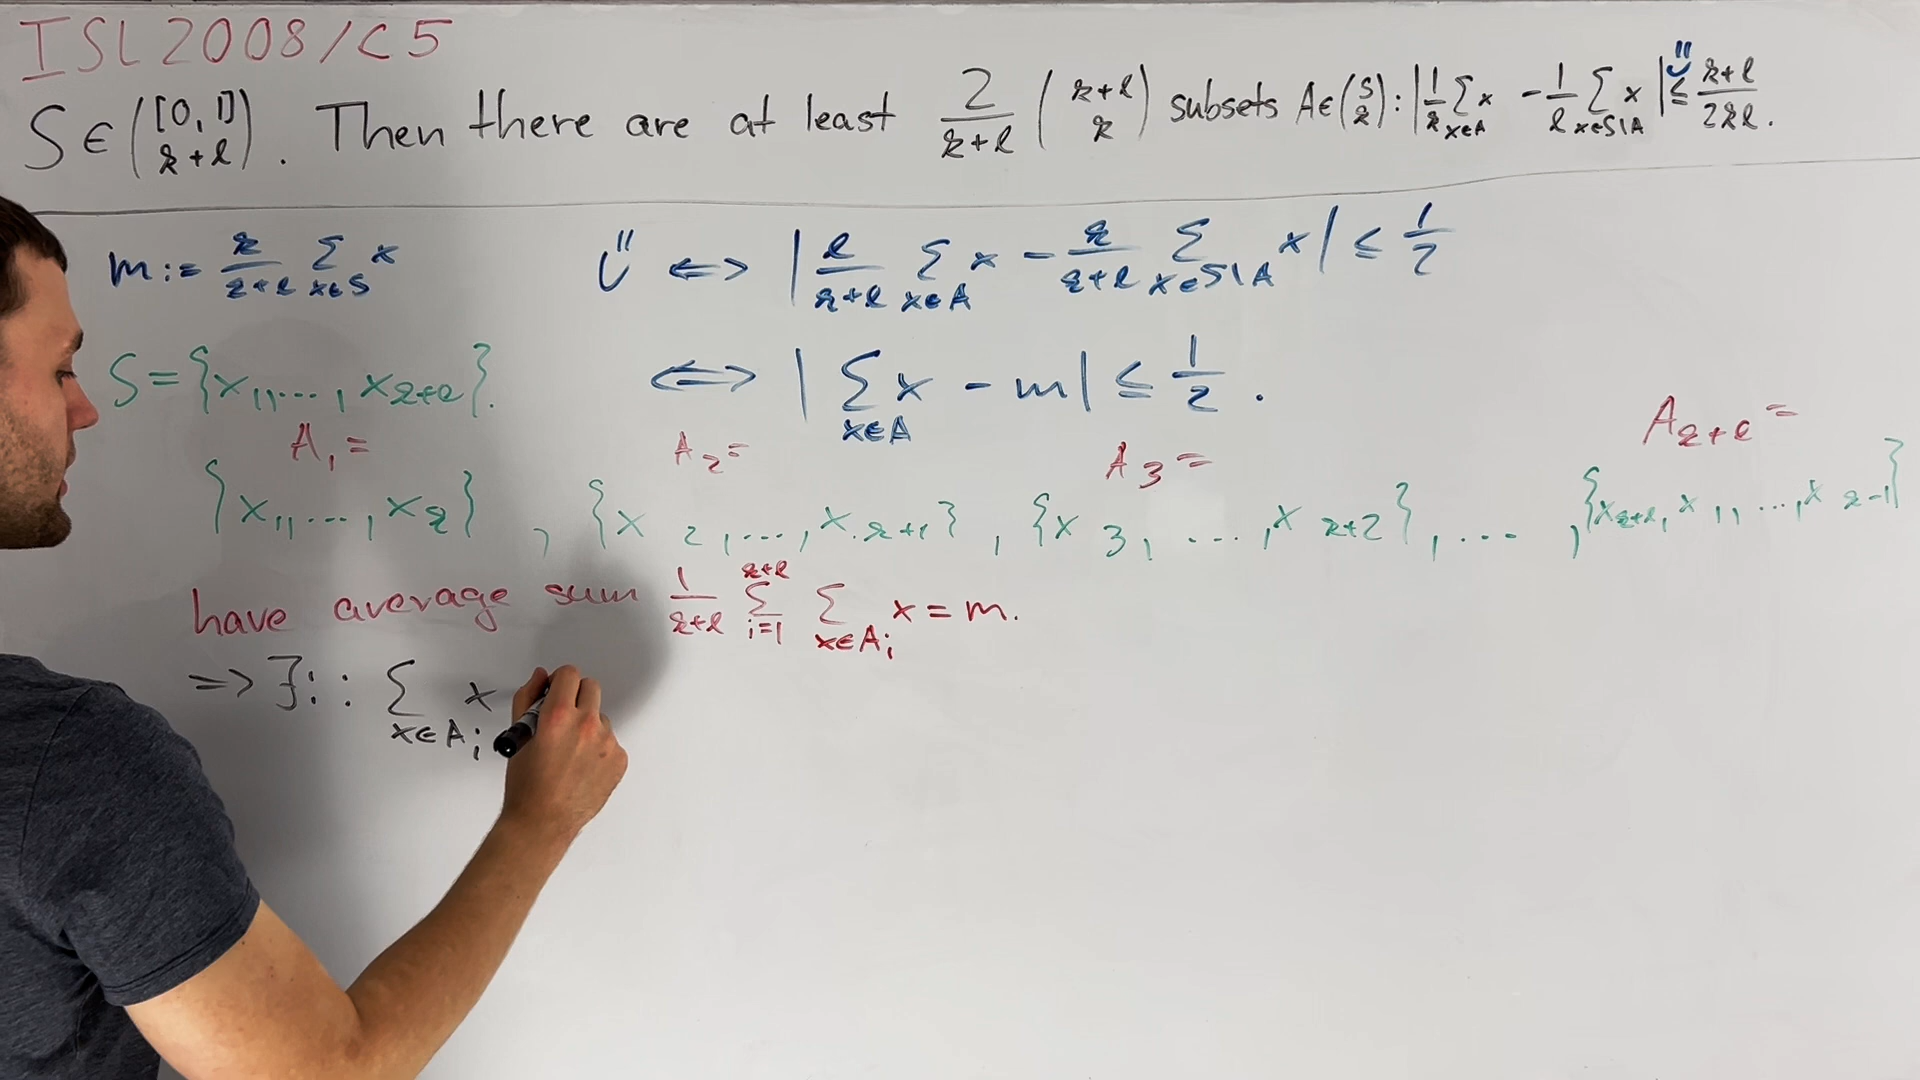 ISL 2008/C5
S ∈ ([0,1] choose k+ℓ). Then there are at least 2/(k+ℓ) (k+ℓ choose k) subsets A ∈ (S choose k): |1/k Σ_{x∈A} x - 1/ℓ Σ_{x∈S\A} x| ≤ (k+ℓ)/(2kℓ).
m := k/(k+ℓ) Σ_{x∈S} x ⇔ |ℓ/(k+ℓ) Σ_{x∈A} x - k/(k+ℓ) Σ_{x∈S\A} x| ≤ 1/2
S = {x_1, ..., x_{k+ℓ}}. ⇔ |Σ_{x∈A} x - m| ≤ 1/2.
A_1 = A_2 = A_3 = A_{k+ℓ} =
{x_1, ..., x_k}, {x_2, ..., x_{k+1}}, {x_3, ..., x_{k+2}}, ..., {x_{k+ℓ}, x_1, ..., x_{k-1}}
have average sum 1/(k+ℓ) Σ_{i=1}^{k+ℓ} Σ_{x∈A_i} x = m.
=> ∃i: Σ_{x∈A_i} x